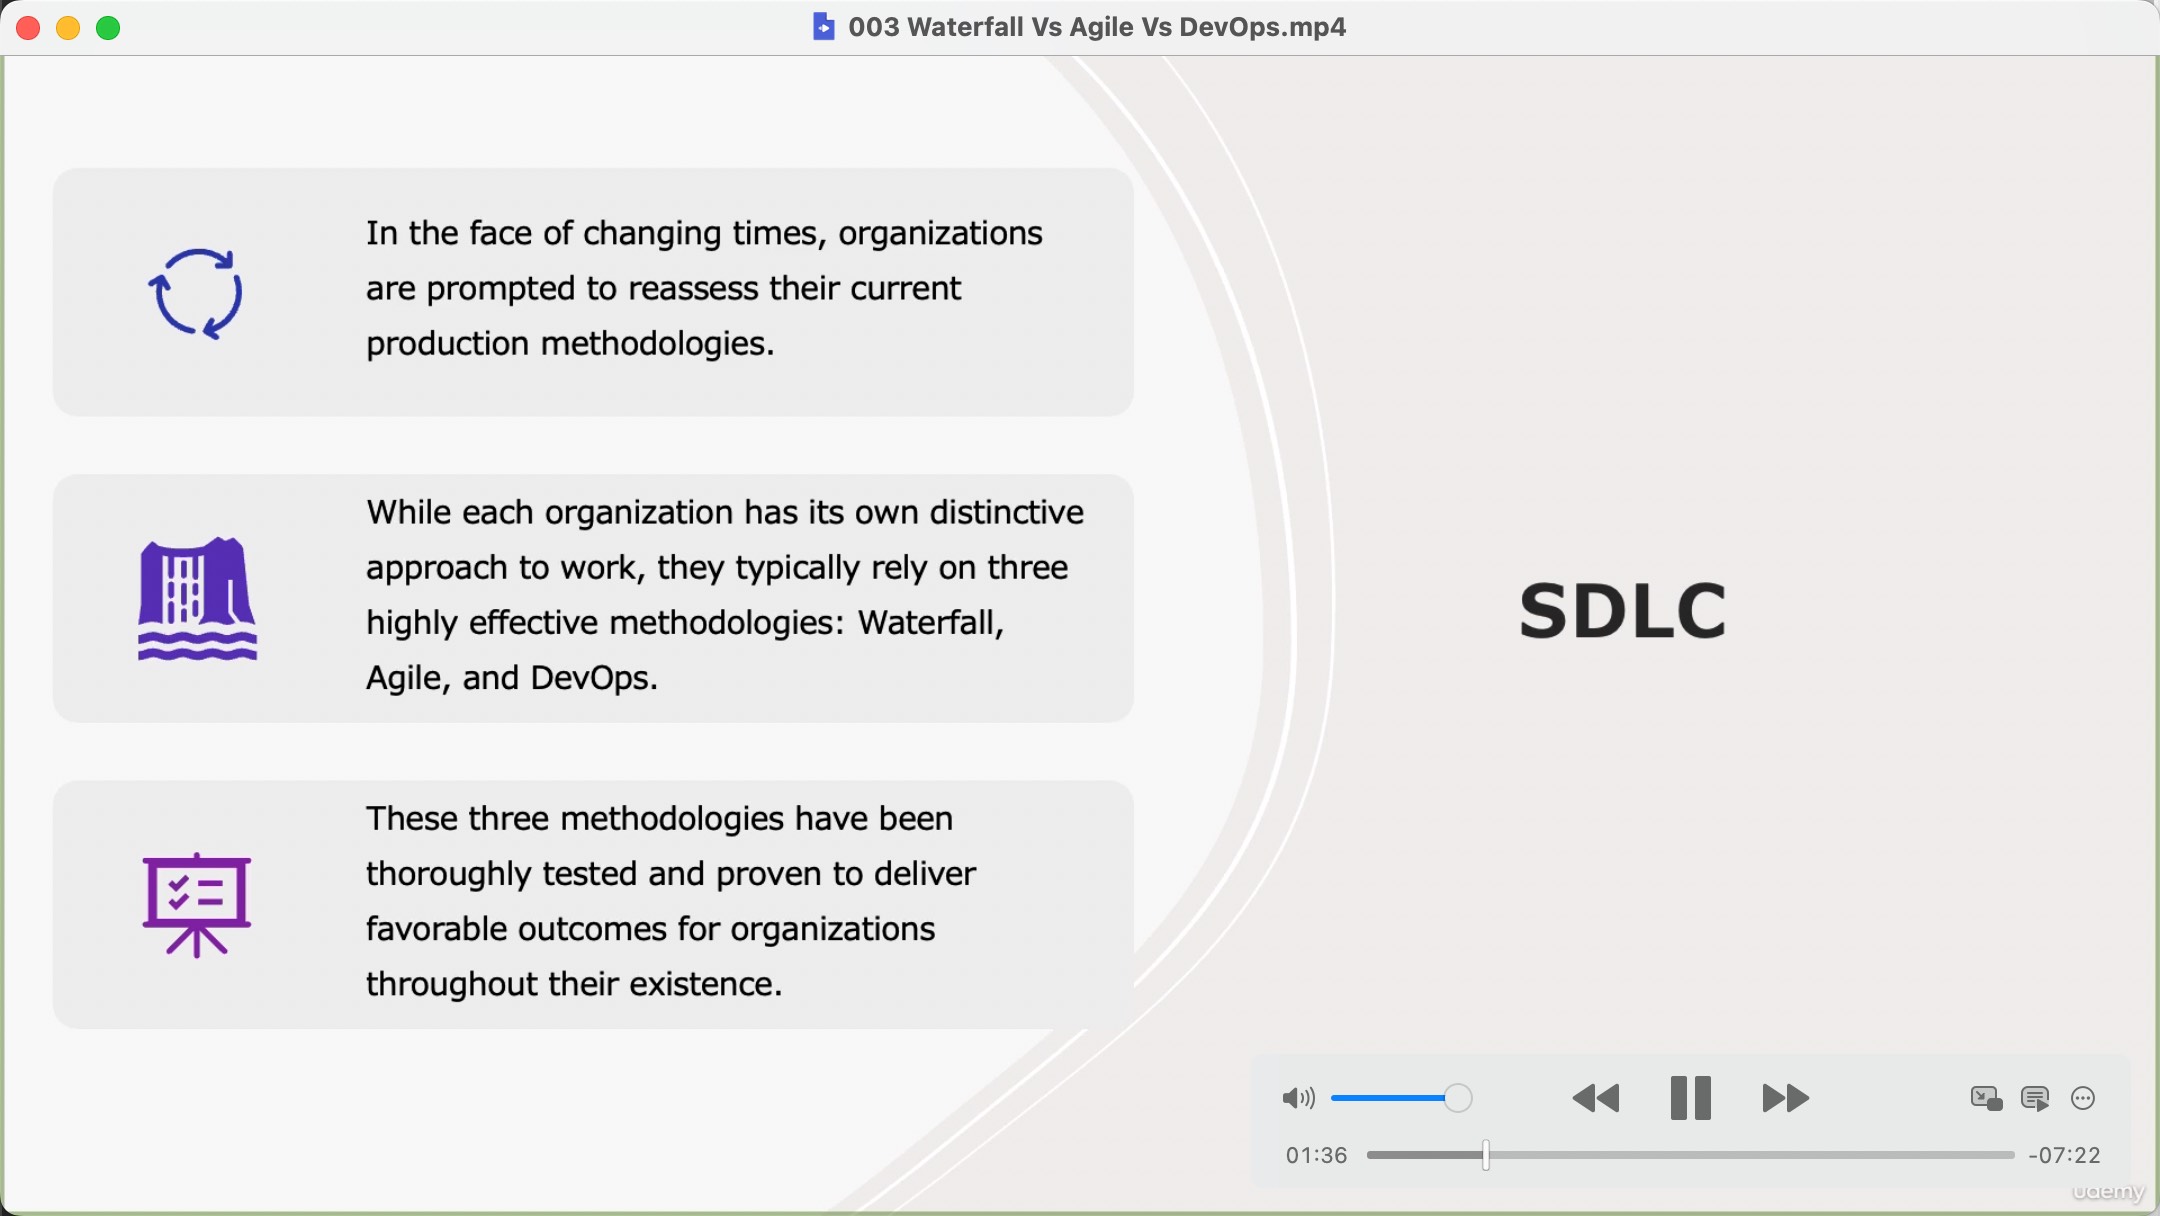 003 Waterfall Vs Agile Vs DevOps.mp4
In the face of changing times, organizations
are prompted to reassess their current
production methodologies.
While each organization has its own distinctive
approach to work, they typically rely on three
highly effective methodologies: Waterfall,
Agile, and DevOps.
These three methodologies have been
thoroughly tested and proven to deliver
favorable outcomes for organizations
throughout their existence.
SDLC
01:36
-07:22
udemy